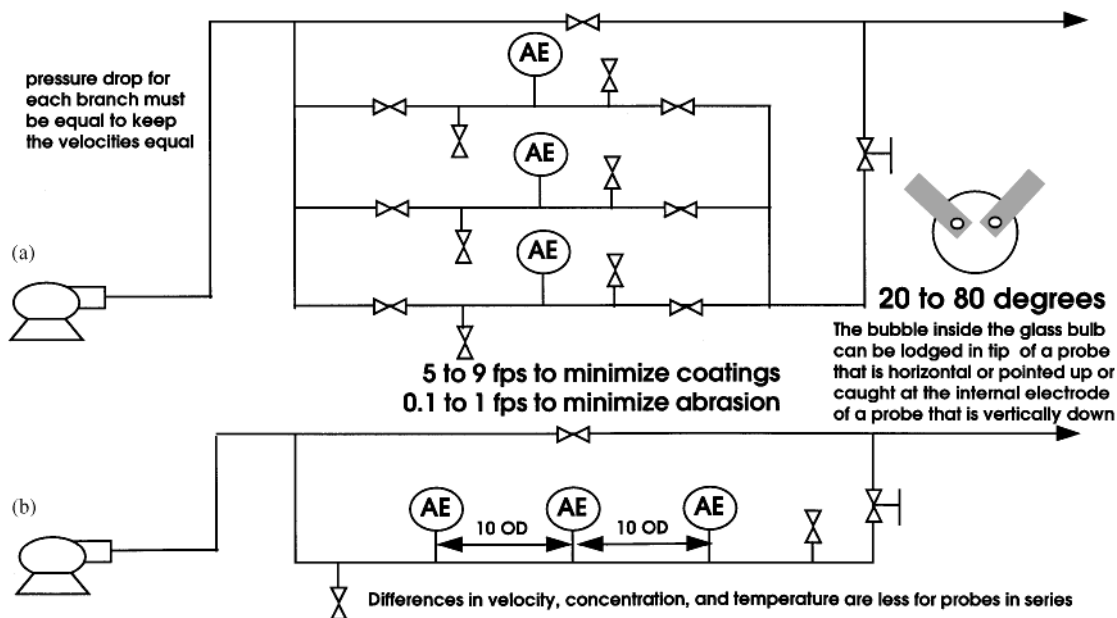 AE
pressure drop for
each branch must
be equal to keep
the velocities equal
AE
(a)
AE
20 to 80 degrees
The bubble inside the glass bulb
can be lodged in tip of a probe
that is horizontal or pointed up or
caught at the internal electrode
of a probe that is vertically down
5 to 9 fps to minimize coatings
0.1 to 1 fps to minimize abrasion
(b)
AE
AE
AE
10 OD
10 OD
Differences in velocity, concentration, and temperature are less for probes in series